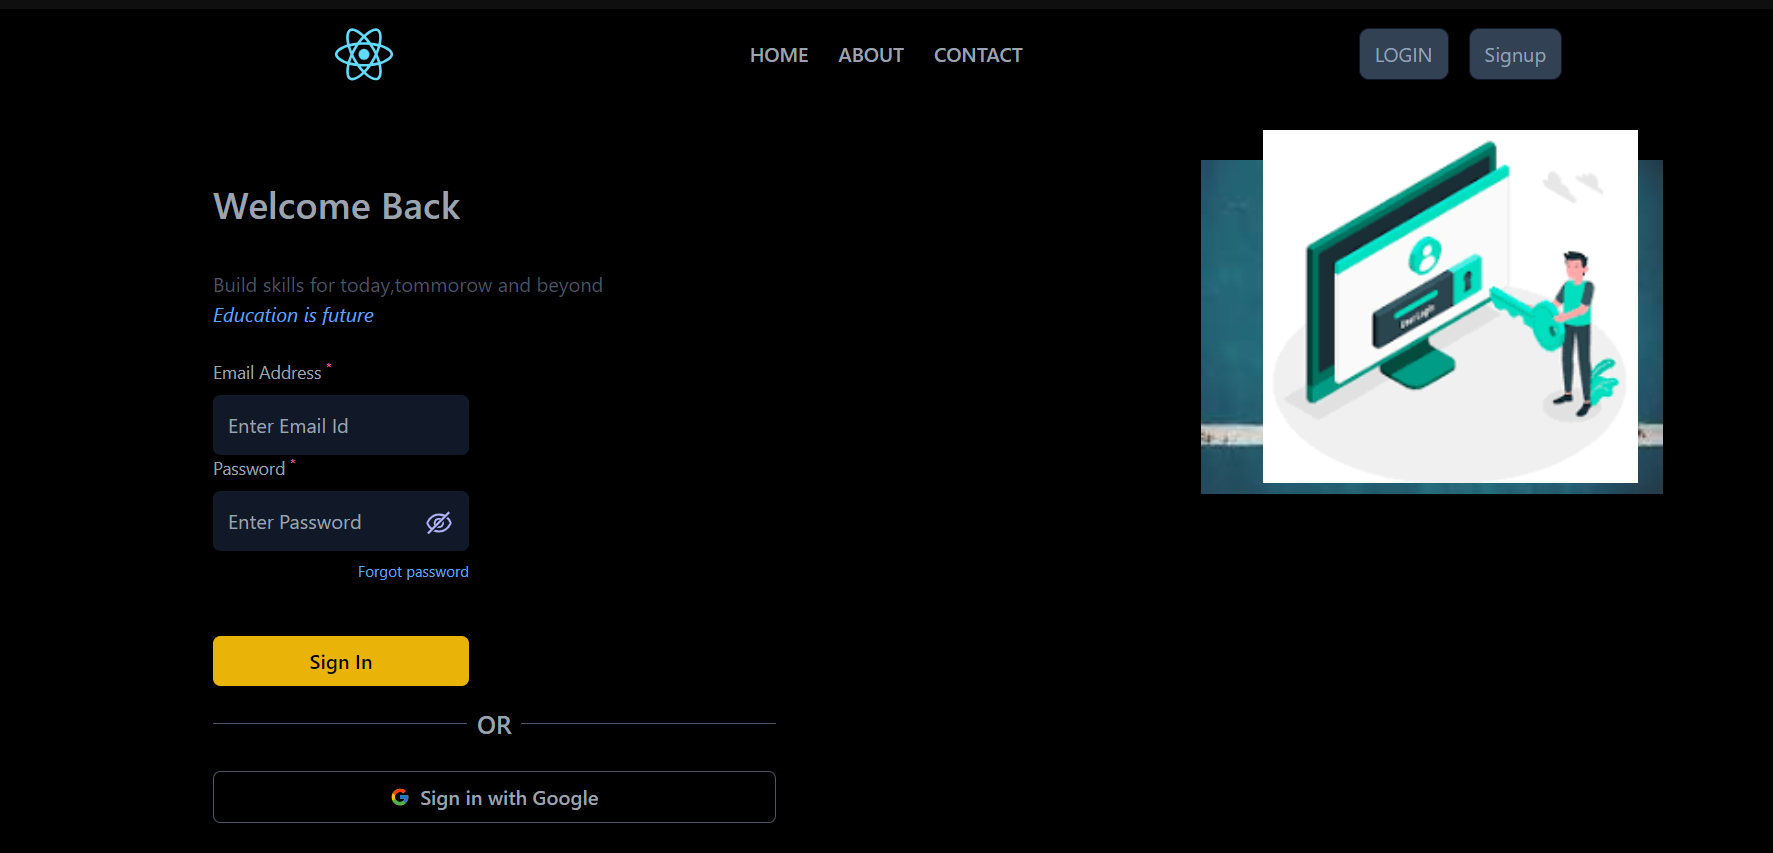 HOME ABOUT CONTACT LOGIN Signup
Welcome Back
Build skills for today,tommorow and beyond
Education is future
Email Address *
Enter Email Id
Password *
Enter Password
Forgot password
Sign In
OR
Sign in with Google
User Login